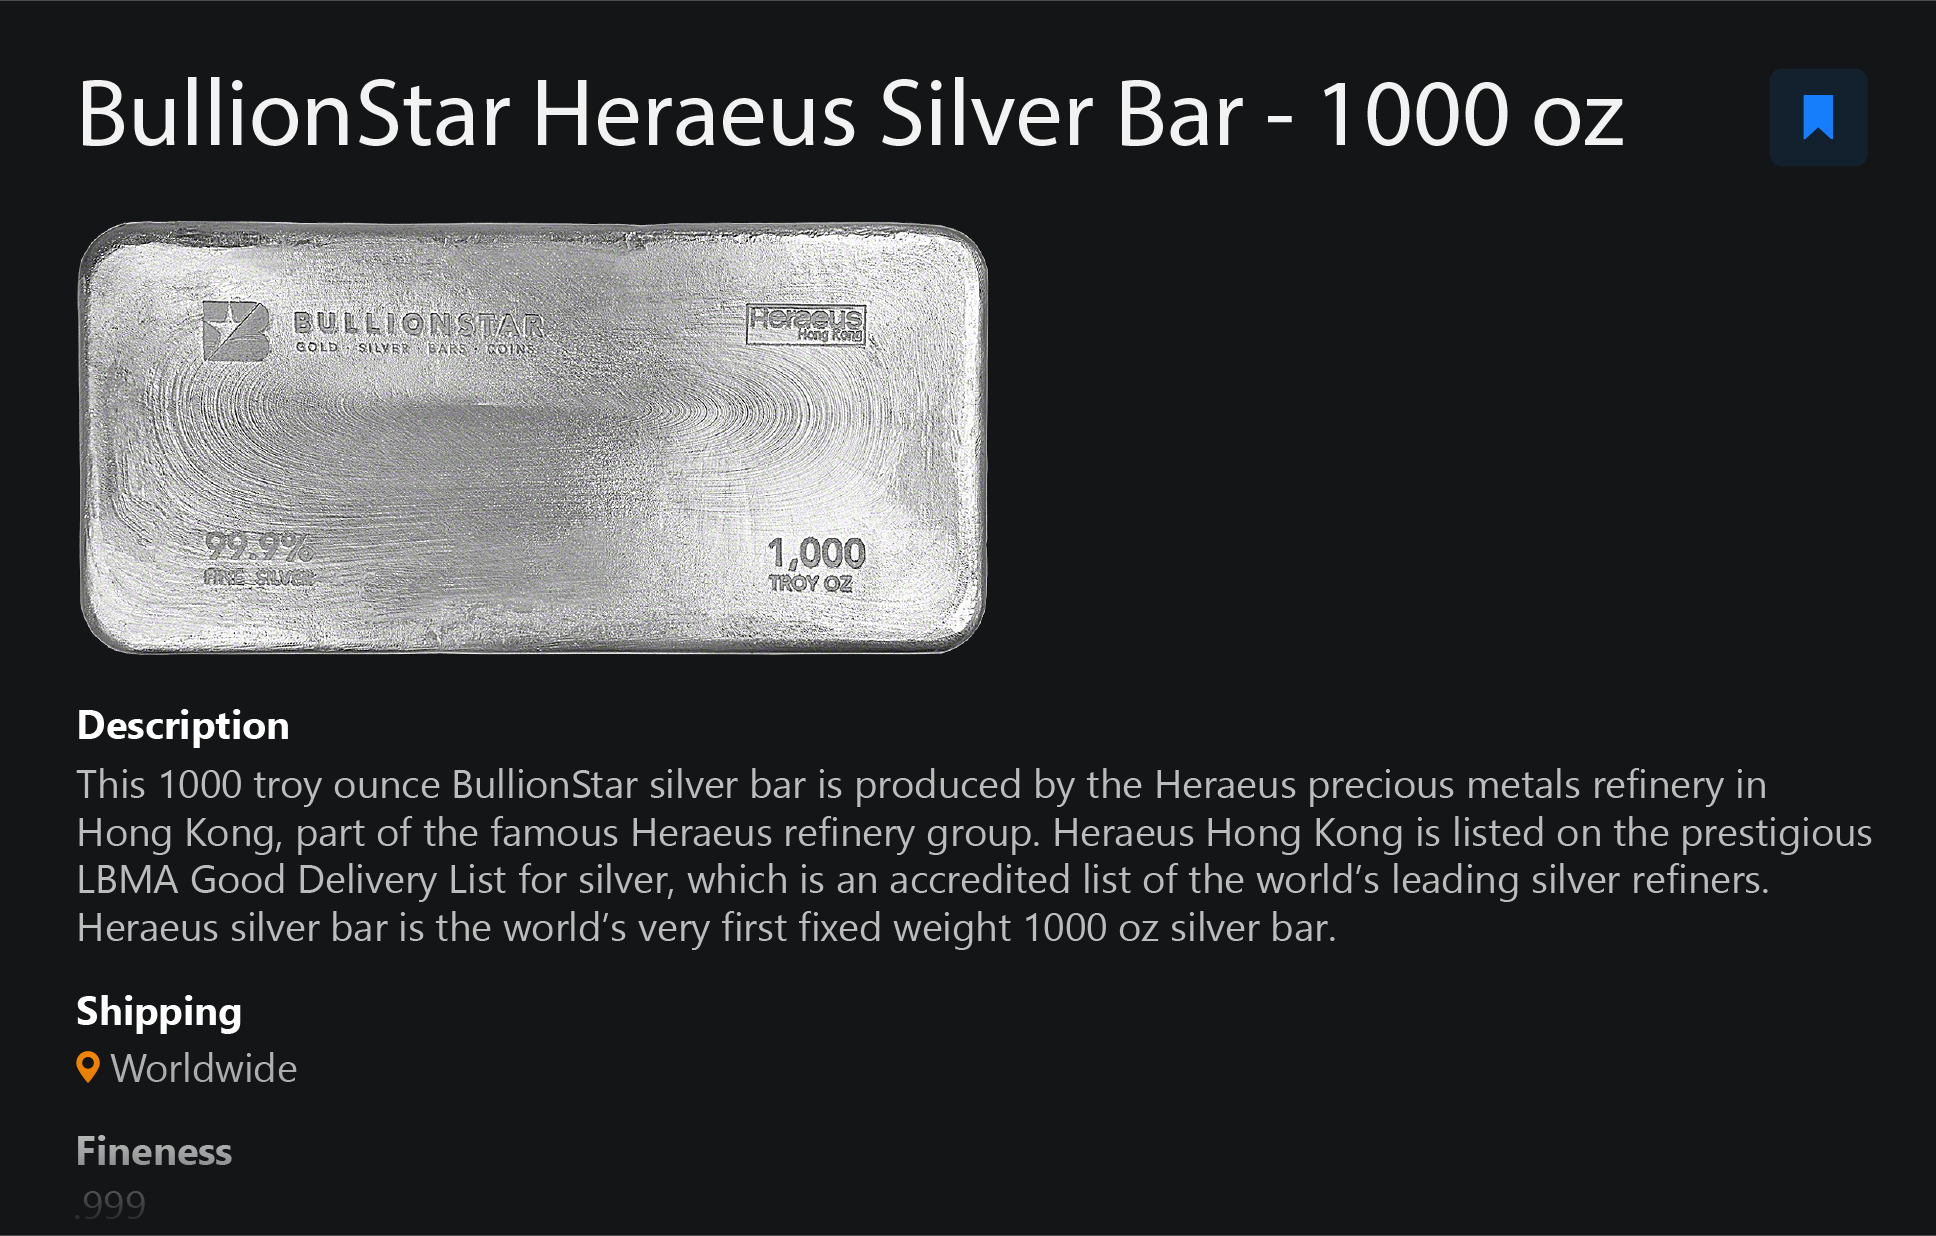 BullionStar Heraeus Silver Bar - 1000 oz
BULLIONSTAR
GOLD · SILVER · BARS · COINS
Heraeus
Hong Kong
99.9%
FINE SILVER
1,000
TROY OZ
Description
This 1000 troy ounce BullionStar silver bar is produced by the Heraeus precious metals refinery in
Hong Kong, part of the famous Heraeus refinery group. Heraeus Hong Kong is listed on the prestigious
LBMA Good Delivery List for silver, which is an accredited list of the world’s leading silver refiners.
Heraeus silver bar is the world’s very first fixed weight 1000 oz silver bar.
Shipping
Worldwide
Fineness
.999